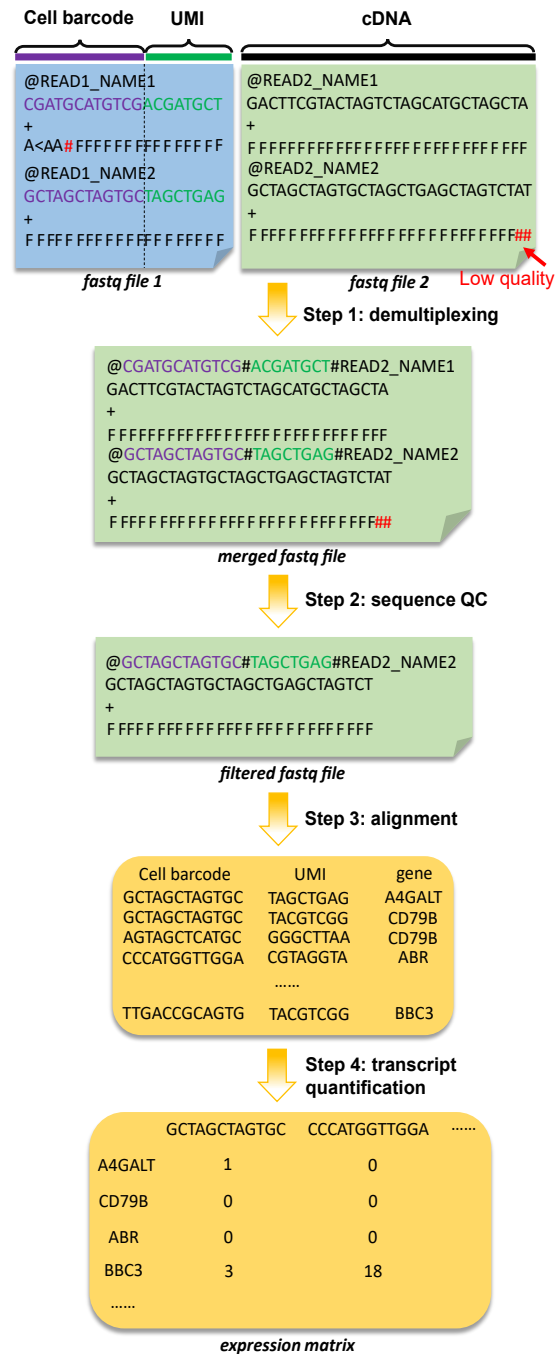 Cell barcode UMI cDNA
@READ1_NAME1
CGATGCATGTCGACGATGCT
+
A<AA#FFFFFFFFFFFFFFF
@READ1_NAME2
GCTAGCTAGTGCTAGCTGAG
+
FFFFFFFFFFFFFFFFFFFF
fastq file 1
@READ2_NAME1
GACTTCGTACTAGTCTAGCATGCTAGCTA
+
FFFFFFFFFFFFFFFFFFFFFFFFFFFFF
@READ2_NAME2
GCTAGCTAGTGCTAGCTGAGCTAGTCTAT
+
FFFFFFFFFFFFFFFFFFFFFFFFFFF##
Low quality
fastq file 2
Step 1: demultiplexing
@CGATGCATGTCG#ACGATGCT#READ2_NAME1
GACTTCGTACTAGTCTAGCATGCTAGCTA
+
FFFFFFFFFFFFFFFFFFFFFFFFFFFFF
@GCTAGCTAGTGC#TAGCTGAG#READ2_NAME2
GCTAGCTAGTGCTAGCTGAGCTAGTCTAT
+
FFFFFFFFFFFFFFFFFFFFFFFFFFF##
merged fastq file
Step 2: sequence QC
@GCTAGCTAGTGC#TAGCTGAG#READ2_NAME2
GCTAGCTAGTGCTAGCTGAGCTAGTCT
+
FFFFFFFFFFFFFFFFFFFFFFFFFFF
filtered fastq file
Step 3: alignment
Cell barcode UMI gene
GCTAGCTAGTGC TAGCTGAG A4GALT
GCTAGCTAGTGC TACGTCGG CD79B
AGTAGCTCATGC GGGCTTAA CD79B
CCCATGGTTGGA CGTAGGTA ABR
......
TTGACCGCAGTG TACGTCGG BBC3
Step 4: transcript
quantification
GCTAGCTAGTGC CCCATGGTTGGA ......
A4GALT 1 0
CD79B 0 0
ABR 0 0
BBC3 3 18
......
expression matrix